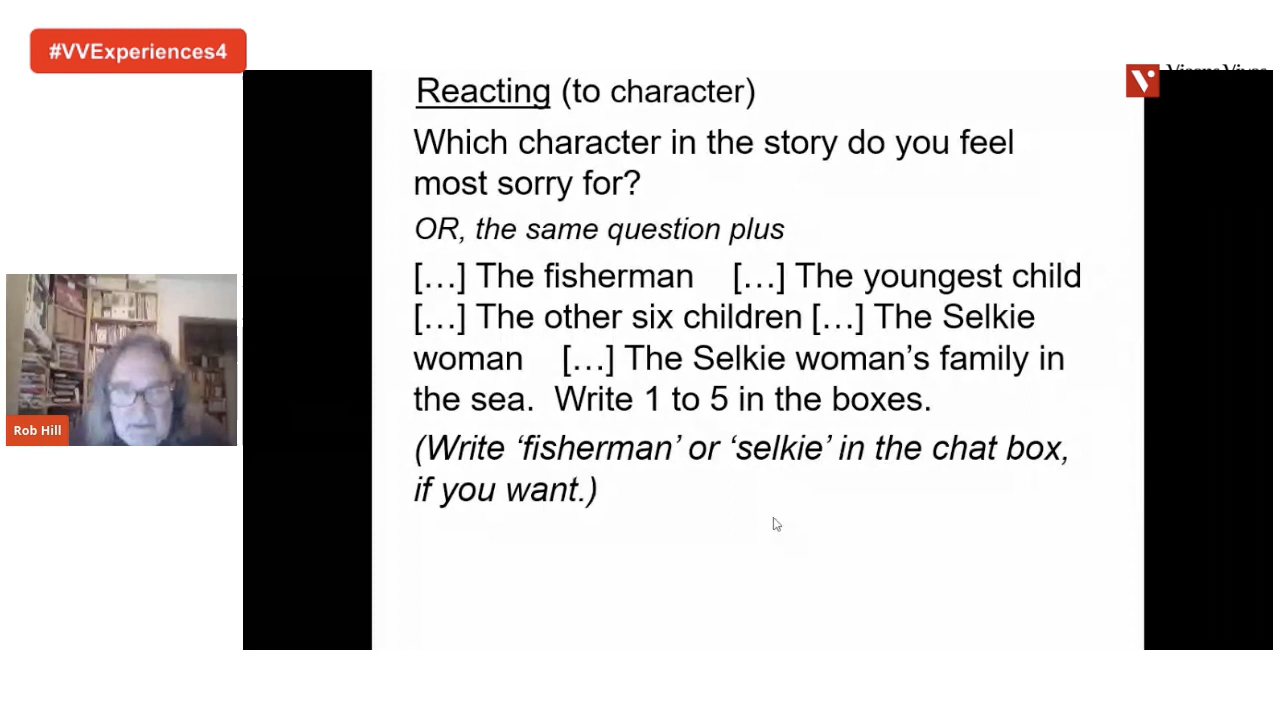 #VVExperiences4
Reacting (to character)
Which character in the story do you feel
most sorry for?
OR, the same question plus
[…] The fisherman […] The youngest child
[…] The other six children […] The Selkie
woman […] The Selkie woman’s family in
the sea. Write 1 to 5 in the boxes.
(Write ‘fisherman’ or ‘selkie’ in the chat box,
if you want.)
Rob Hill